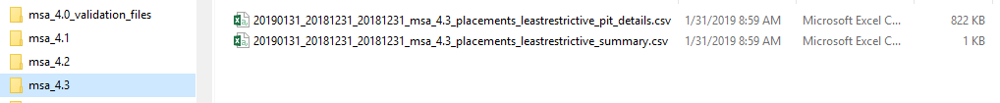 msa_4.0_validation_files
msa_4.1
msa_4.2
msa_4.3
20190131_20181231_20181231_msa_4.3_placements_leastrestrictive_pit_details.csv 1/31/2019 8:59 AM Microsoft Excel C... 822 KB
20190131_20181231_20181231_msa_4.3_placements_leastrestrictive_summary.csv 1/31/2019 8:59 AM Microsoft Excel C... 1 KB